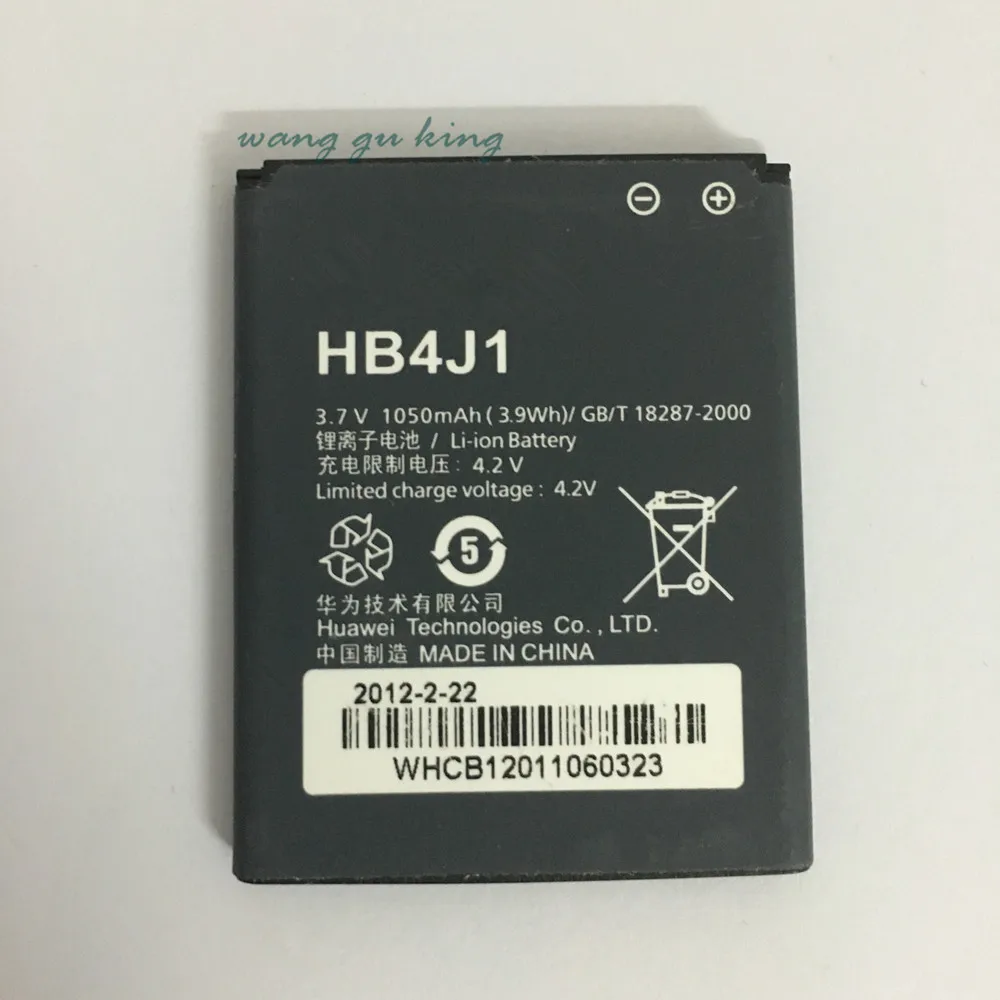 wang gu king
HB4J1
3.7 V 1050mAh ( 3.9Wh)/ GB/T 18287-2000
锂离子电池 / Li-ion Battery
充电限制电压: 4.2 V
Limited charge voltage : 4.2V
5
华为技术有限公司
Huawei Technologies Co. , LTD.
中国制造 MADE IN CHINA
2012-2-22
WHCB12011060323